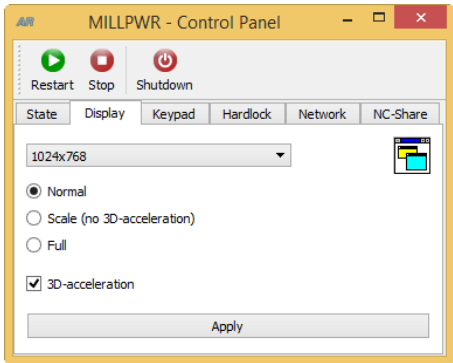 AR MILLPWR - Control Panel
Restart Stop Shutdown
State Display Keypad Hardlock Network NC-Share
1024x768
Normal
Scale (no 3D-acceleration)
Full
3D-acceleration
Apply